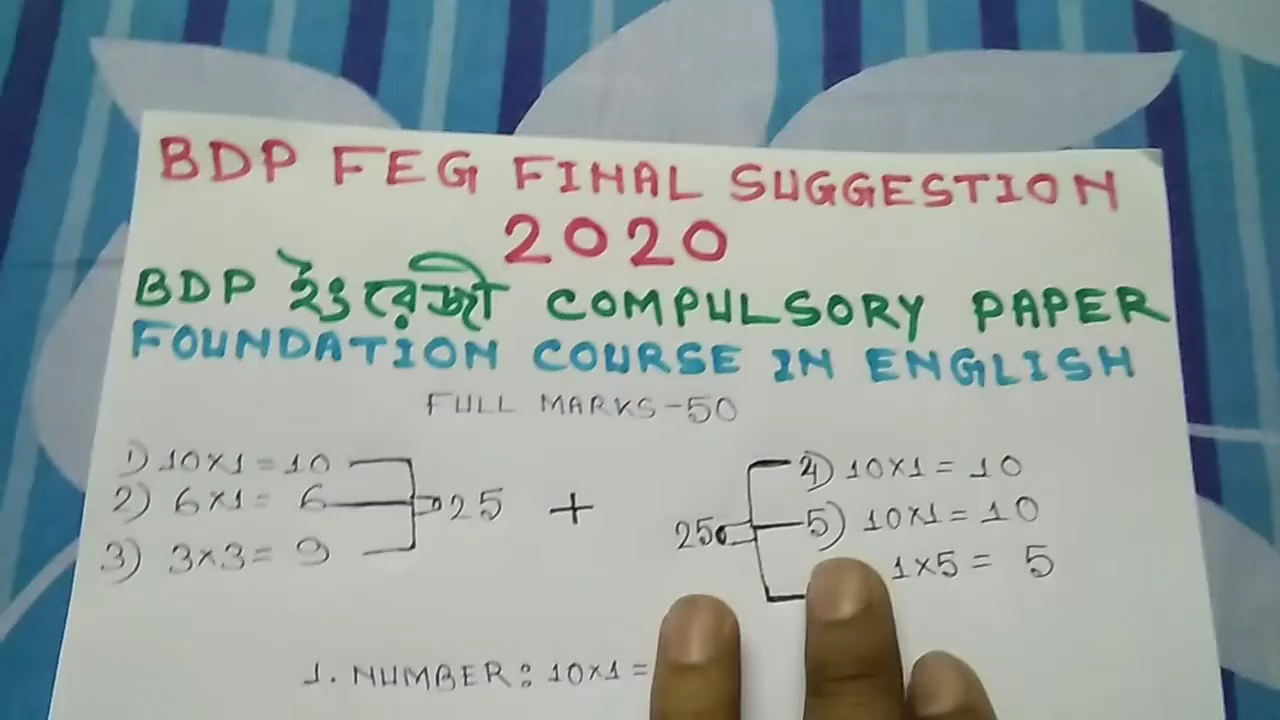 BDP FEG FINAL SUGGESTION
2020
BDP ইংরেজী COMPULSORY PAPER
FOUNDATION COURSE IN ENGLISH
FULL MARKS-50
1) 10×1=10
2) 6×1= 6
3) 3×3= 9
25 + 25
4) 10×1=10
5) 10×1=10
1×5= 5
1. NUMBER: 10×1=